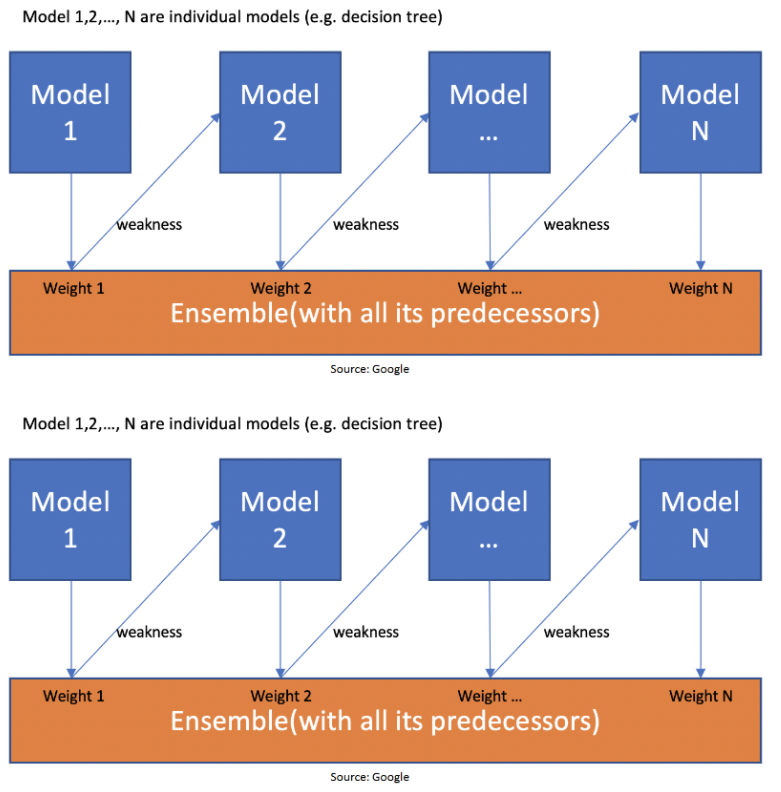 Model 1,2,..., N are individual models (e.g. decision tree)
Model 1
Model 2
Model ...
Model N
weakness
weakness
weakness
Weight 1
Weight 2
Weight ...
Weight N
Ensemble(with all its predecessors)
Source: Google
Model 1,2,..., N are individual models (e.g. decision tree)
Model 1
Model 2
Model ...
Model N
weakness
weakness
weakness
Weight 1
Weight 2
Weight ...
Weight N
Ensemble(with all its predecessors)
Source: Google